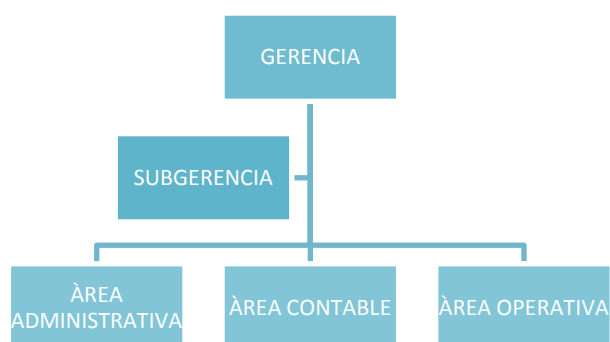 GERENCIA
SUBGERENCIA
ÀREA
ADMINISTRATIVA
ÀREA CONTABLE
ÀREA OPERATIVA